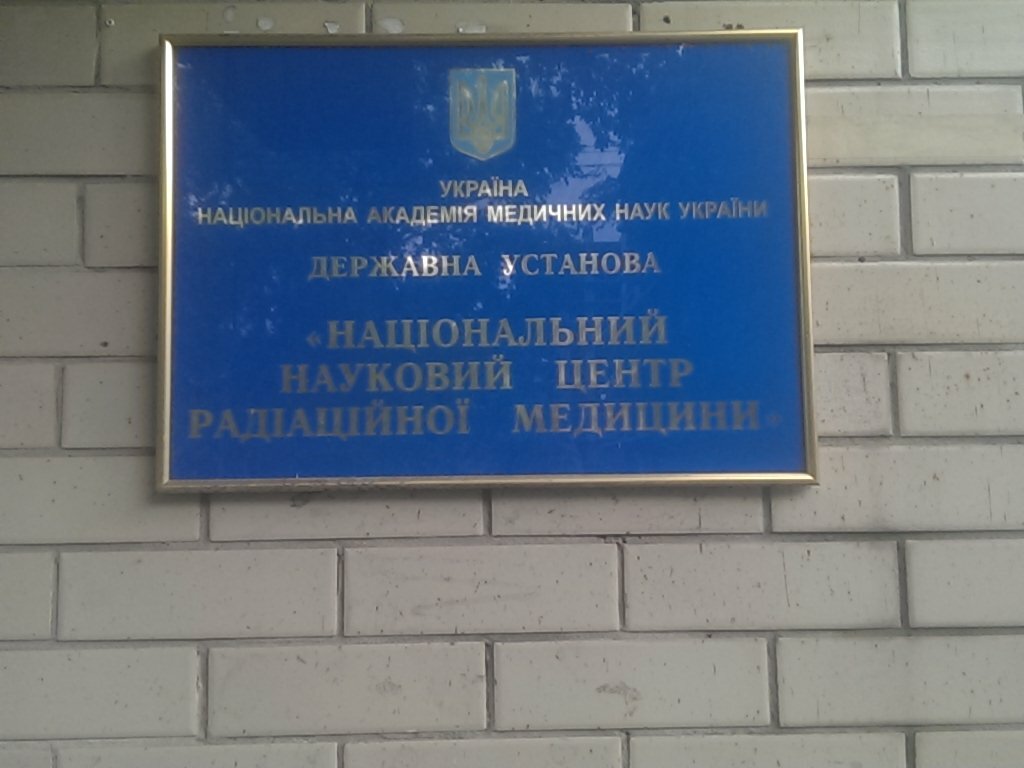 УКРАЇНА
НАЦІОНАЛЬНА АКАДЕМІЯ МЕДИЧНИХ НАУК УКРАЇНИ
ДЕРЖАВНА УСТАНОВА
«НАЦІОНАЛЬНИЙ
НАУКОВИЙ ЦЕНТР
РАДІАЦІЙНОЇ МЕДИЦИНИ»